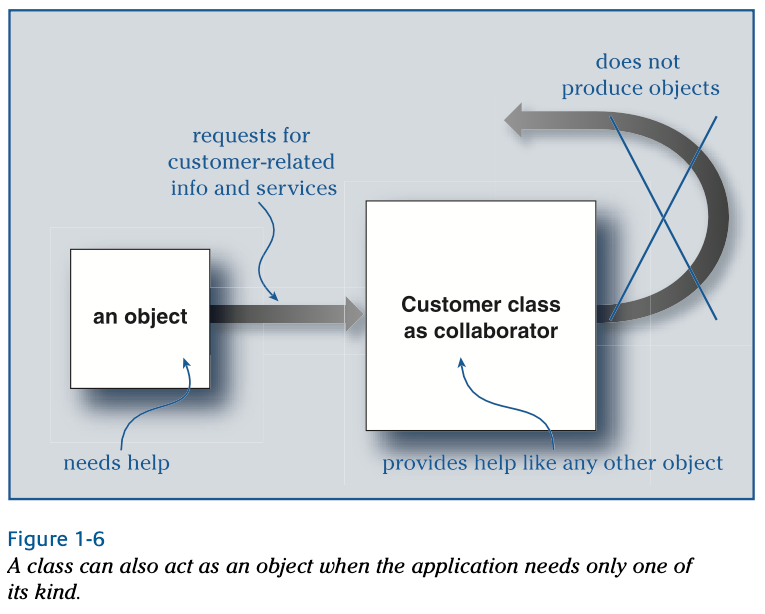 does not
produce objects
requests for
customer-related
info and services
an object
Customer class
as collaborator
needs help
provides help like any other object
Figure 1-6
A class can also act as an object when the application needs only one of
its kind.